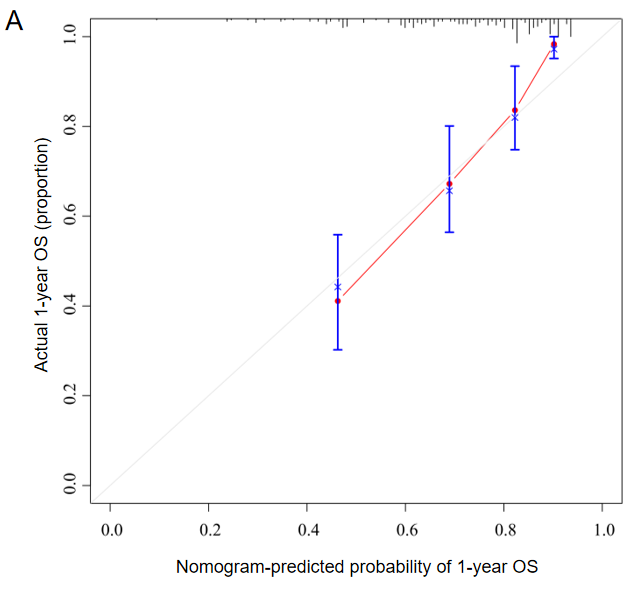 A
Actual 1-year OS (proportion)
1.0
0.8
0.6
0.4
0.2
0.0
0.0 0.2 0.4 0.6 0.8 1.0
Nomogram-predicted probability of 1-year OS